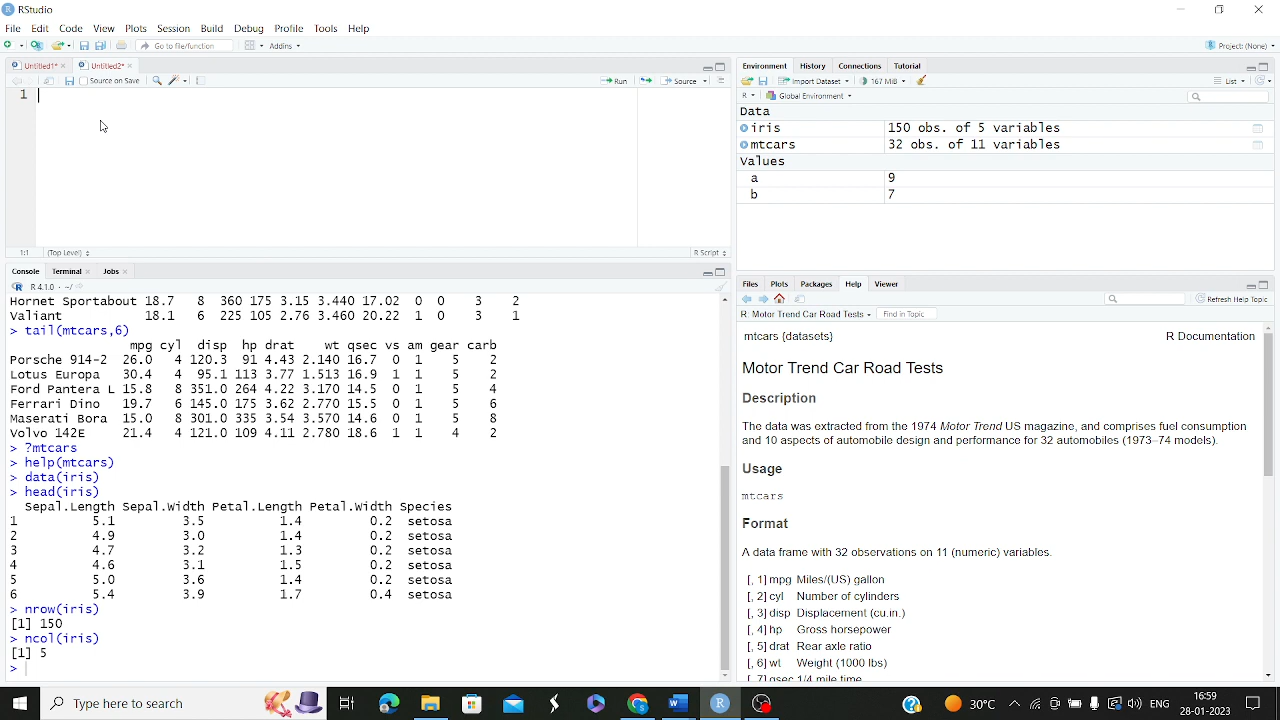 RStudio
File Edit Code View Plots Session Build Debug Profile Tools Help
Go to file/function Addins Project: (None)
Untitled1* Untitled2*
Source on Save Run Source
1
1:1 (Top Level) R Script
Console Terminal Jobs
R 4.1.0 · ~/
Hornet Sportabout 18.7 8 360 175 3.15 3.440 17.02 0 0 3 2
Valiant 18.1 6 225 105 2.76 3.460 20.22 1 0 3 1
> tail(mtcars,6)
mpg cyl disp hp drat wt qsec vs am gear carb
Porsche 914-2 26.0 4 120.3 91 4.43 2.140 16.7 0 1 5 2
Lotus Europa 30.4 4 95.1 113 3.77 1.513 16.9 1 1 5 2
Ford Pantera L 15.8 8 351.0 264 4.22 3.170 14.5 0 1 5 4
Ferrari Dino 19.7 6 145.0 175 3.62 2.770 15.5 0 1 5 6
Maserati Bora 15.0 8 301.0 335 3.54 3.570 14.6 0 1 5 8
Volvo 142E 21.4 4 121.0 109 4.11 2.780 18.6 1 1 4 2
> ?mtcars
> help(mtcars)
> data(iris)
> head(iris)
Sepal.Length Sepal.Width Petal.Length Petal.Width Species
1 5.1 3.5 1.4 0.2 setosa
2 4.9 3.0 1.4 0.2 setosa
3 4.7 3.2 1.3 0.2 setosa
4 4.6 3.1 1.5 0.2 setosa
5 5.0 3.6 1.4 0.2 setosa
6 5.4 3.9 1.7 0.4 setosa
> nrow(iris)
[1] 150
> ncol(iris)
[1] 5
>
Environment History Connections Tutorial
Import Dataset 167 MiB List
R Global Environment
Data
iris 150 obs. of 5 variables
mtcars 32 obs. of 11 variables
Values
a 9
b 7
Files Plots Packages Help Viewer
Refresh Help Topic
R: Motor Trend Car Road Tests Find in Topic
mtcars {datasets} R Documentation
Motor Trend Car Road Tests
Description
The data was extracted from the 1974 Motor Trend US magazine, and comprises fuel consumption
and 10 aspects of automobile design and performance for 32 automobiles (1973–74 models).
Usage
mtcars
Format
A data frame with 32 observations on 11 (numeric) variables.
[, 1] mpg Miles/(US) gallon
[, 2] cyl Number of cylinders
[, 3] disp Displacement (cu.in.)
[, 4] hp Gross horsepower
[, 5] drat Rear axle ratio
[, 6] wt Weight (1000 lbs)
[, 7] qsec 1/4 mile time
Type here to search 30°C ENG 16:59
28-01-2023